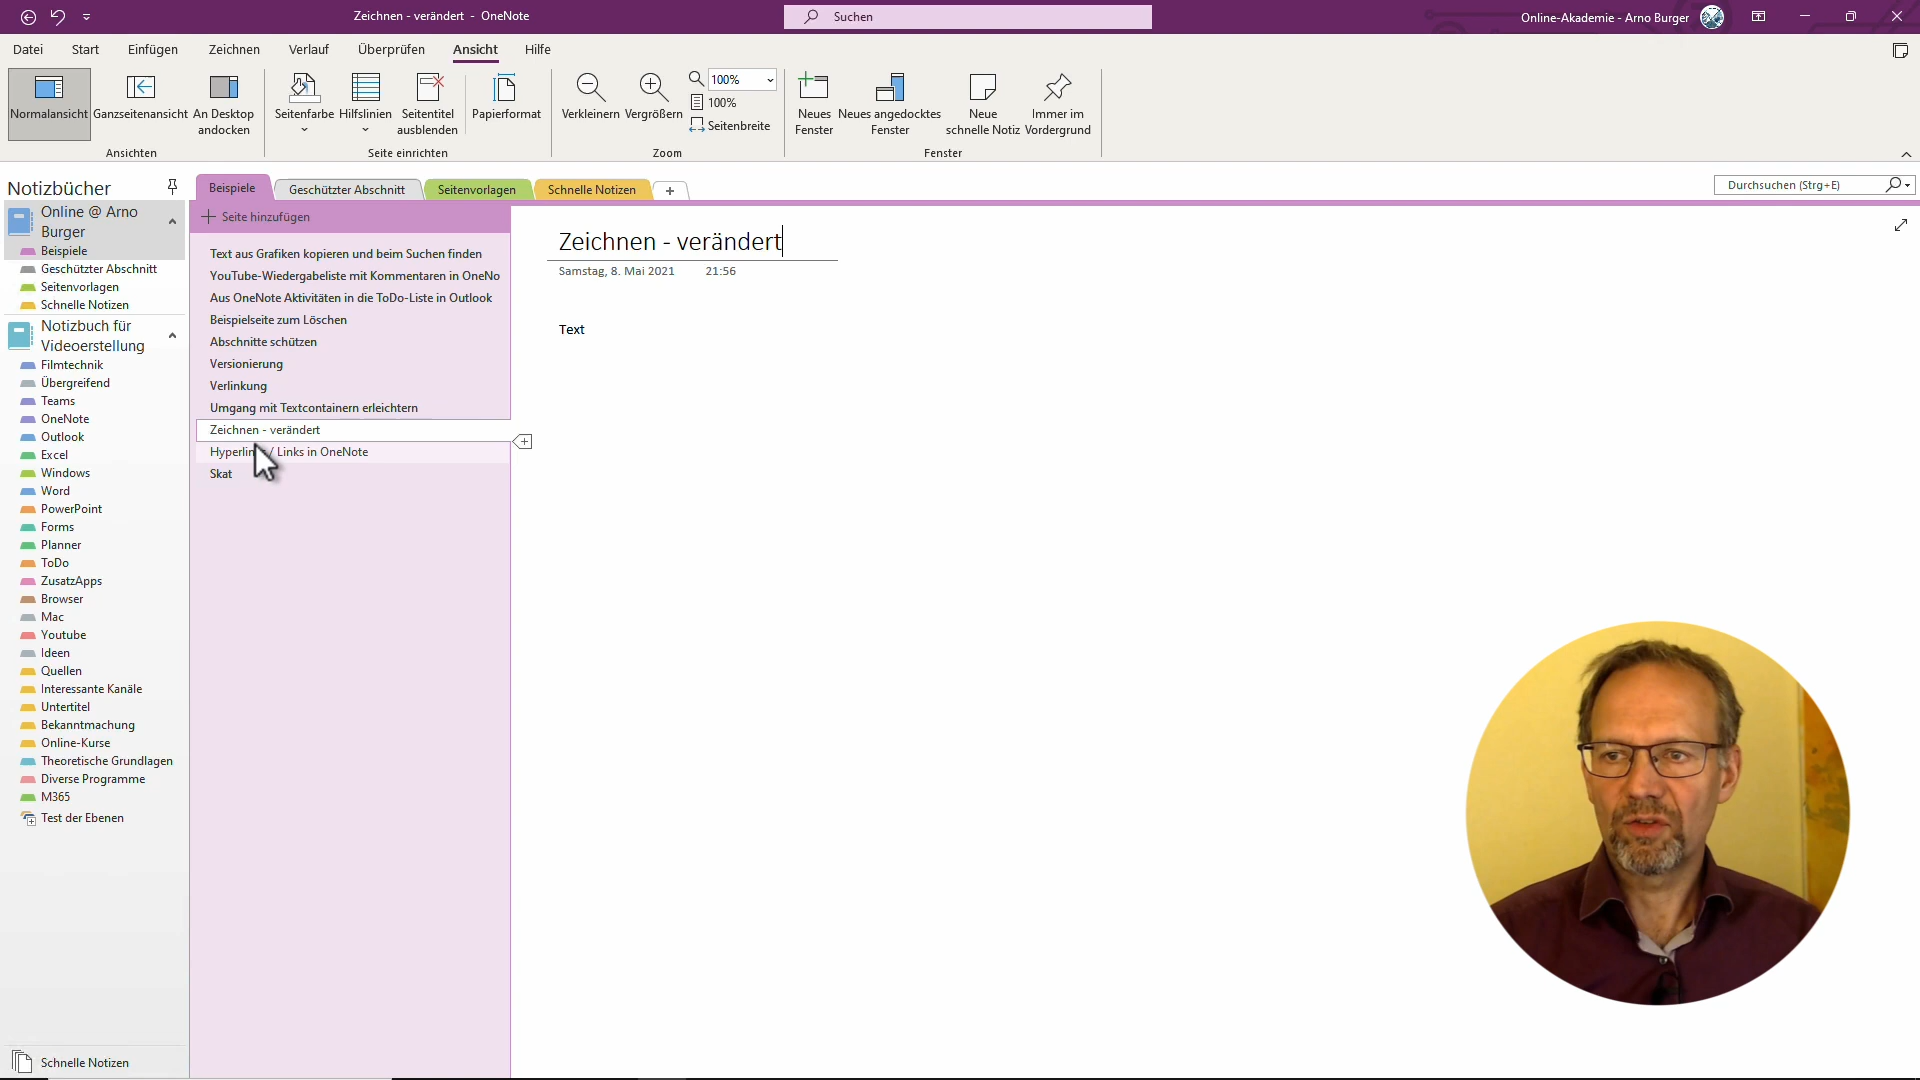 Zeichnen - verändert - OneNote
Suchen
Online-Akademie - Arno Burger
Datei
Start
Einfügen
Zeichnen
Verlauf
Überprüfen
Ansicht
Hilfe
Normalansicht
Ganzseitenansicht
An Desktop
andocken
Ansichten
Seitenfarbe
Hilfslinien
Seitentitel
ausblenden
Papierformat
Seite einrichten
Verkleinern
Vergrößern
100%
100%
Seitenbreite
Zoom
Neues
Fenster
Neues angedocktes
Fenster
Neue
schnelle Notiz
Immer im
Vordergrund
Fenster
Notizbücher
Online @ Arno
Burger
Beispiele
Geschützter Abschnitt
Seitenvorlagen
Schnelle Notizen
Notizbuch für
Videoerstellung
Filmtechnik
Übergreifend
Teams
OneNote
Outlook
Excel
Windows
Word
PowerPoint
Forms
Planner
ToDo
ZusatzApps
Browser
Mac
Youtube
Ideen
Quellen
Interessante Kanäle
Untertitel
Bekanntmachung
Online-Kurse
Theoretische Grundlagen
Diverse Programme
M365
Test der Ebenen
Schnelle Notizen
Beispiele
Geschützter Abschnitt
Seitenvorlagen
Schnelle Notizen
Durchsuchen (Strg+E)
Seite hinzufügen
Text aus Grafiken kopieren und beim Suchen finden
YouTube-Wiedergabeliste mit Kommentaren in OneNo
Aus OneNote Aktivitäten in die ToDo-Liste in Outlook
Beispielseite zum Löschen
Abschnitte schützen
Versionierung
Verlinkung
Umgang mit Textcontainern erleichtern
Zeichnen - verändert
/ Links in OneNote
Skat
Zeichnen - verändert
Samstag, 8. Mai 2021
21:56
Text